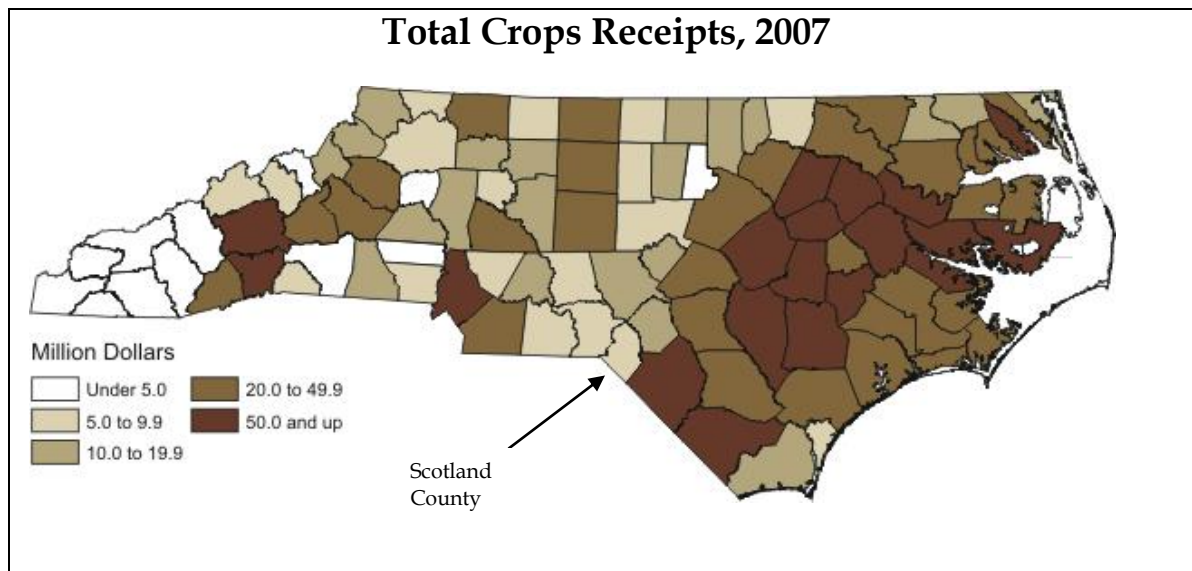 Total Crops Receipts, 2007
Million Dollars
Under 5.0
20.0 to 49.9
5.0 to 9.9
50.0 and up
10.0 to 19.9
Scotland
County